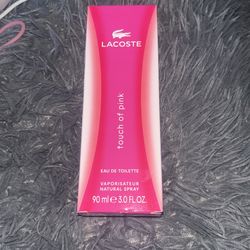 LACOSTE
touch of pink
EAU DE TOILETTE
VAPORISATEUR
NATURAL SPRAY
90 ml ℮ 3.0 FL.OZ.